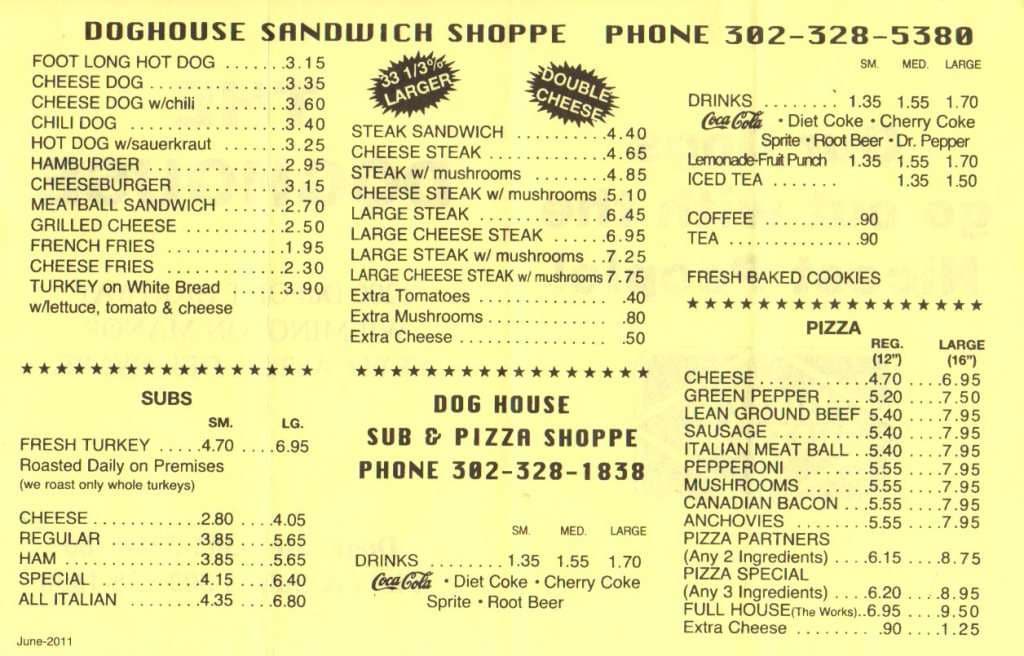 DOGHOUSE SANDWICH SHOPPE PHONE 302-328-5380
FOOT LONG HOT DOG .......3.15
CHEESE DOG ..............3.35
CHEESE DOG w/chili .........3.60
CHILI DOG .................3.40
HOT DOG w/sauerkraut .......3.25
HAMBURGER ..............2.95
CHEESEBURGER ...........3.15
MEATBALL SANDWICH .......2.70
GRILLED CHEESE ...........2.50
FRENCH FRIES .............1.95
CHEESE FRIES .............2.30
TURKEY on White Bread .....3.90
w/lettuce, tomato & cheese
33 1/3% LARGER
DOUBLE CHEESE
STEAK SANDWICH ..........4.40
CHEESE STEAK .............4.65
STEAK w/ mushrooms ........4.85
CHEESE STEAK w/ mushrooms .5.10
LARGE STEAK ..............6.45
LARGE CHEESE STEAK ......6.95
LARGE STEAK w/ mushrooms ..7.25
LARGE CHEESE STEAK w/ mushrooms 7.75
Extra Tomatoes ..............40
Extra Mushrooms .............80
Extra Cheese ................50
SM. MED. LARGE
DRINKS ........ 1.35 1.55 1.70
Coca-Cola • Diet Coke • Cherry Coke
Sprite • Root Beer • Dr. Pepper
Lemonade-Fruit Punch 1.35 1.55 1.70
ICED TEA ....... 1.35 1.50
COFFEE ............90
TEA ...............90
FRESH BAKED COOKIES
★★★★★★★★★★★★★★★★★
PIZZA
REG. LARGE
(12") (16")
CHEESE ............4.70 ....6.95
GREEN PEPPER .....5.20 ....7.50
LEAN GROUND BEEF 5.40 ....7.95
SAUSAGE ..........5.40 ....7.95
ITALIAN MEAT BALL ..5.40 ....7.95
PEPPERONI ........5.55 ....7.95
MUSHROOMS .......5.55 ....7.95
CANADIAN BACON ...5.55 ....7.95
ANCHOVIES ........5.55 ....7.95
PIZZA PARTNERS
(Any 2 Ingredients) ....6.15 ....8.75
PIZZA SPECIAL
(Any 3 Ingredients) ....6.20 ....8.95
FULL HOUSE(The Works)..6.95 ....9.50
Extra Cheese ........90 ....1.25
★★★★★★★★★★★★★★★★★
SUBS
SM. LG.
FRESH TURKEY .....4.70 ....6.95
Roasted Daily on Premises
(we roast only whole turkeys)
CHEESE ............2.80 ....4.05
REGULAR ..........3.85 ....5.65
HAM ...............3.85 ....5.65
SPECIAL ...........4.15 ....6.40
ALL ITALIAN ........4.35 ....6.80
June-2011
★★★★★★★★★★★★★★★★★
DOG HOUSE
SUB & PIZZA SHOPPE
PHONE 302-328-1838
SM. MED. LARGE
DRINKS ......... 1.35 1.55 1.70
Coca-Cola • Diet Coke • Cherry Coke
Sprite • Root Beer